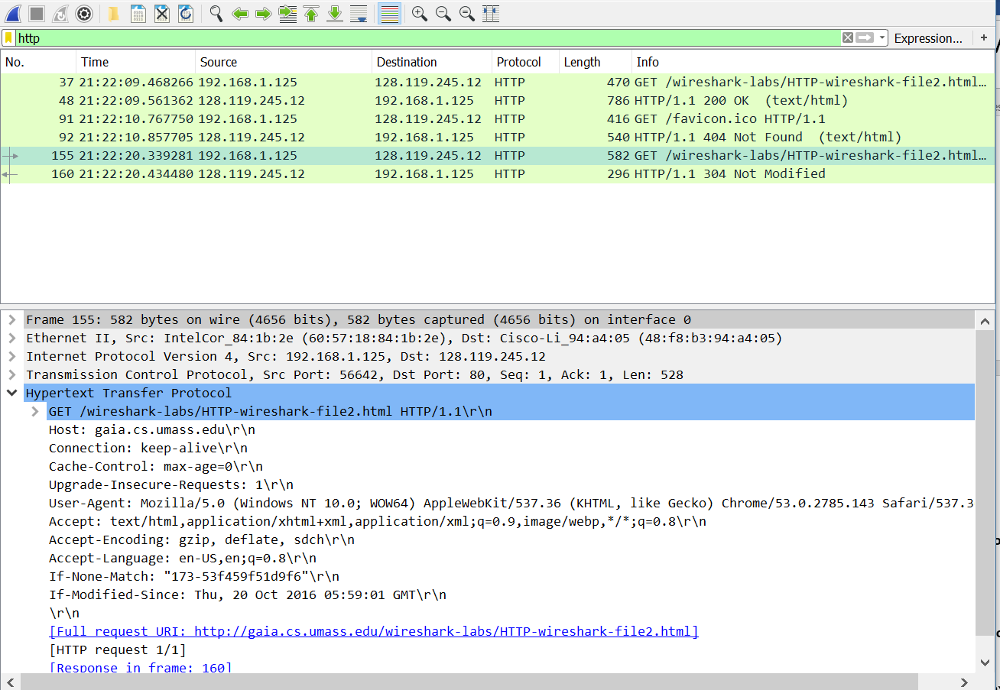 http
Expression...
+
No. Time Source Destination Protocol Length Info
37 21:22:09.468266 192.168.1.125 128.119.245.12 HTTP 470 GET /wireshark-labs/HTTP-wireshark-file2.html…
48 21:22:09.561362 128.119.245.12 192.168.1.125 HTTP 786 HTTP/1.1 200 OK (text/html)
91 21:22:10.767750 192.168.1.125 128.119.245.12 HTTP 416 GET /favicon.ico HTTP/1.1
92 21:22:10.857705 128.119.245.12 192.168.1.125 HTTP 540 HTTP/1.1 404 Not Found (text/html)
155 21:22:20.339281 192.168.1.125 128.119.245.12 HTTP 582 GET /wireshark-labs/HTTP-wireshark-file2.html…
160 21:22:20.434480 128.119.245.12 192.168.1.125 HTTP 296 HTTP/1.1 304 Not Modified
Frame 155: 582 bytes on wire (4656 bits), 582 bytes captured (4656 bits) on interface 0
Ethernet II, Src: IntelCor_84:1b:2e (60:57:18:84:1b:2e), Dst: Cisco-Li_94:a4:05 (48:f8:b3:94:a4:05)
Internet Protocol Version 4, Src: 192.168.1.125, Dst: 128.119.245.12
Transmission Control Protocol, Src Port: 56642, Dst Port: 80, Seq: 1, Ack: 1, Len: 528
Hypertext Transfer Protocol
GET /wireshark-labs/HTTP-wireshark-file2.html HTTP/1.1\r\n
Host: gaia.cs.umass.edu\r\n
Connection: keep-alive\r\n
Cache-Control: max-age=0\r\n
Upgrade-Insecure-Requests: 1\r\n
User-Agent: Mozilla/5.0 (Windows NT 10.0; WOW64) AppleWebKit/537.36 (KHTML, like Gecko) Chrome/53.0.2785.143 Safari/537.3
Accept: text/html,application/xhtml+xml,application/xml;q=0.9,image/webp,*/*;q=0.8\r\n
Accept-Encoding: gzip, deflate, sdch\r\n
Accept-Language: en-US,en;q=0.8\r\n
If-None-Match: "173-53f459f51d9f6"\r\n
If-Modified-Since: Thu, 20 Oct 2016 05:59:01 GMT\r\n
\r\n
[Full request URI: http://gaia.cs.umass.edu/wireshark-labs/HTTP-wireshark-file2.html]
[HTTP request 1/1]
[Response in frame: 160]